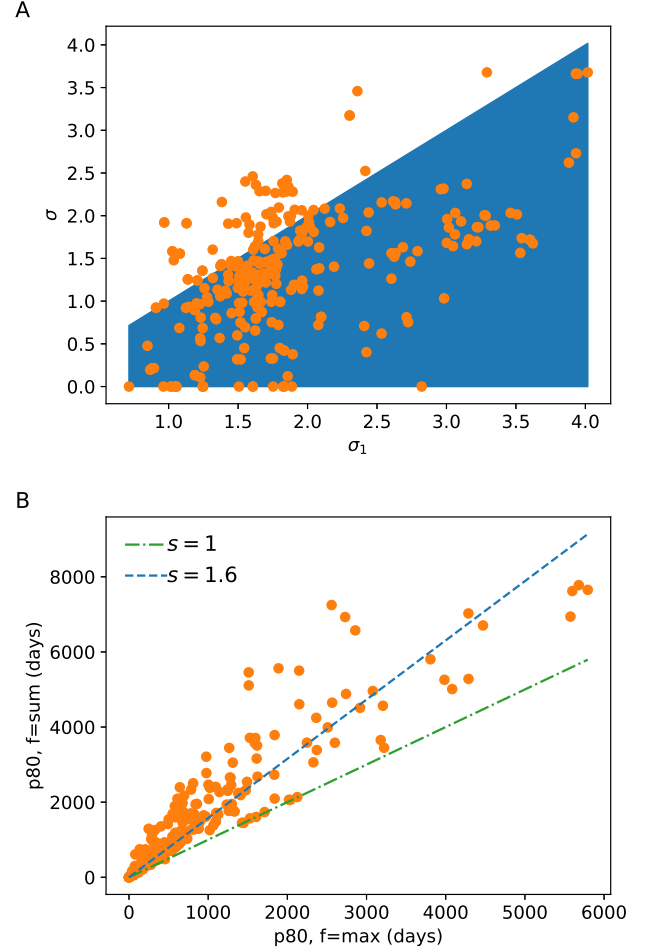 A
4.0
3.5
3.0
2.5
2.0
1.5
1.0
0.5
0.0
σ
1.0 1.5 2.0 2.5 3.0 3.5 4.0
σ₁
B
s = 1
s = 1.6
8000
6000
4000
2000
0
p80, f=sum (days)
0 1000 2000 3000 4000 5000 6000
p80, f=max (days)